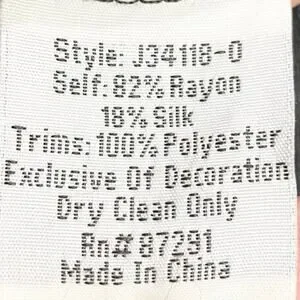 Style: J34118-0
Self: 82% Rayon
18% Silk
Trims: 100% Polyester
Exclusive Of Decoration
Dry Clean Only
Rn# 87291
Made In China